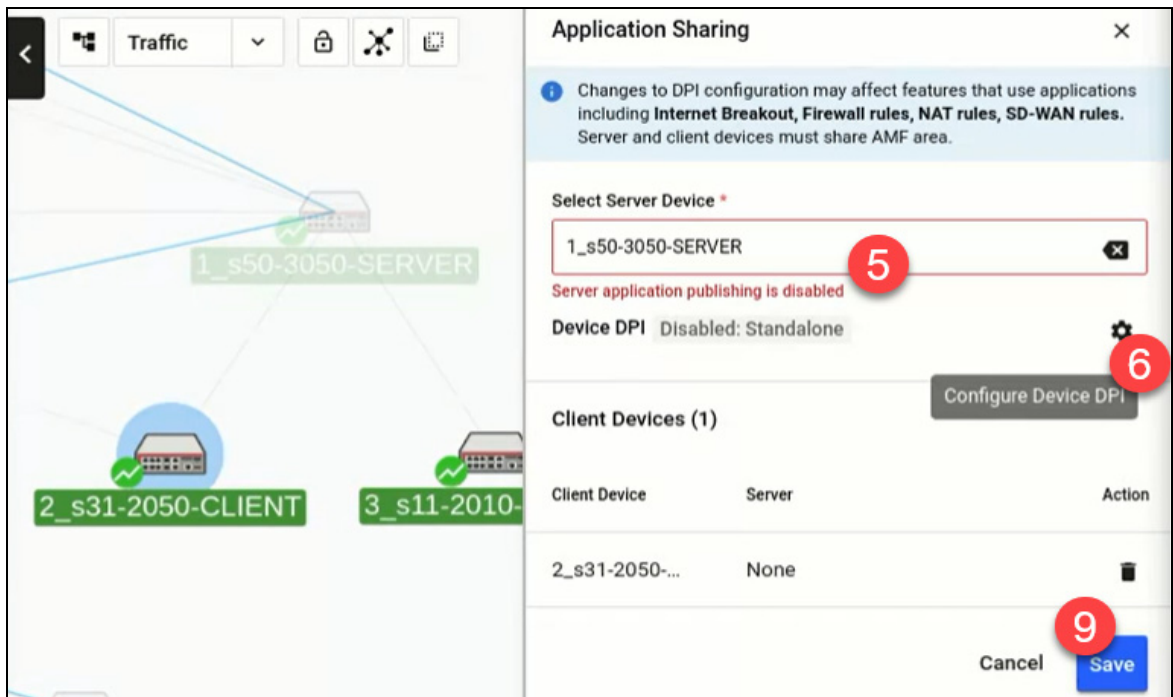 Traffic
Application Sharing
Changes to DPI configuration may affect features that use applications
including Internet Breakout, Firewall rules, NAT rules, SD-WAN rules.
Server and client devices must share AMF area.
Select Server Device *
1_s50-3050-SERVER
5
Server application publishing is disabled
Device DPI Disabled: Standalone
6
Configure Device DPI
Client Devices (1)
Client Device Server Action
2_s31-2050-... None
9
Cancel Save
1_s50-3050-SERVER
2_s31-2050-CLIENT
3_s11-2010-